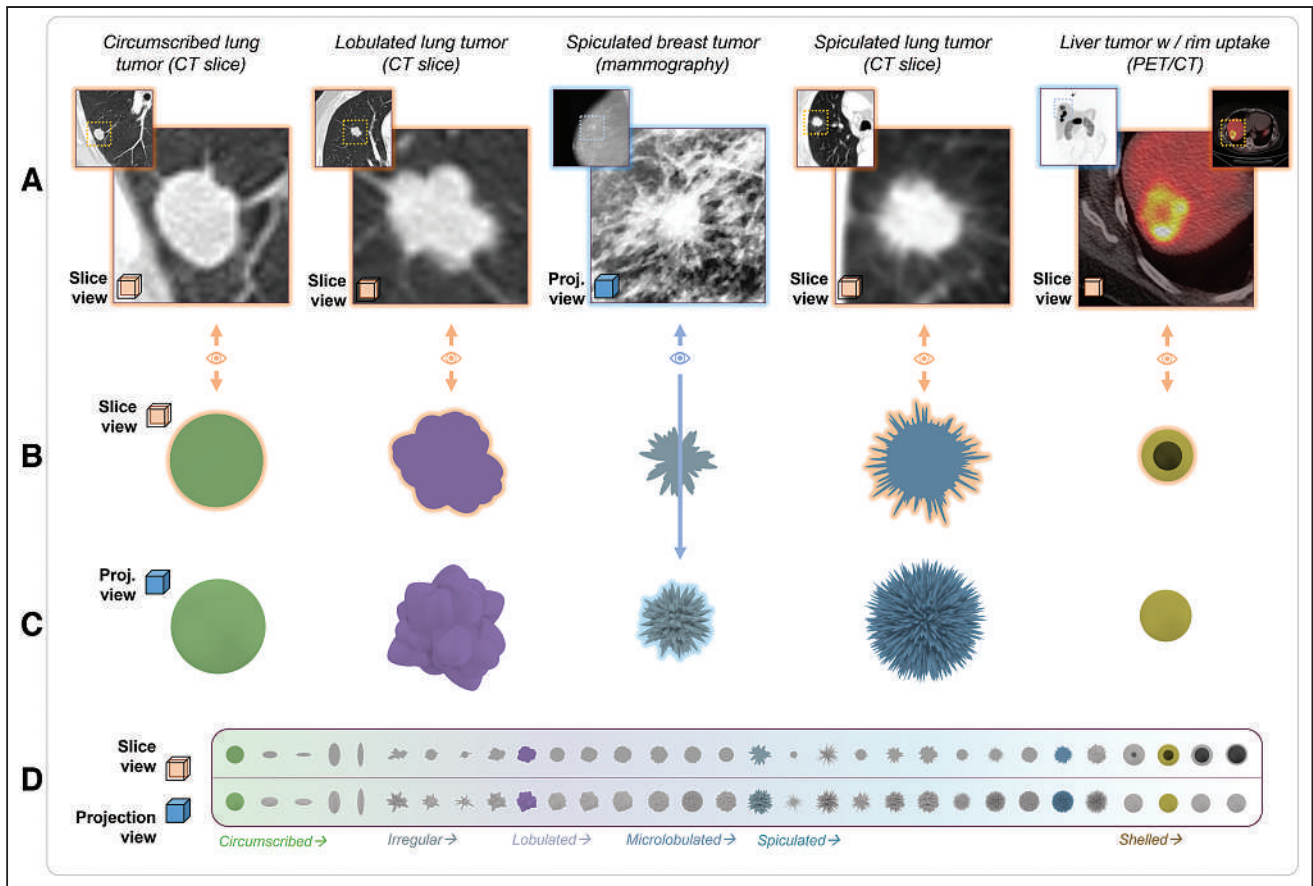 Circumscribed lung
tumor (CT slice)
Lobulated lung tumor
(CT slice)
Spiculated breast tumor
(mammography)
Spiculated lung tumor
(CT slice)
Liver tumor w / rim uptake
(PET/CT)
A
Slice
view
Slice
view
Proj.
view
Slice
view
Slice
view
B
Slice
view
C
Proj.
view
D
Slice
view
Projection
view
Circumscribed→
Irregular→
Lobulated→
Microlobulated→
Spiculated→
Shelled→